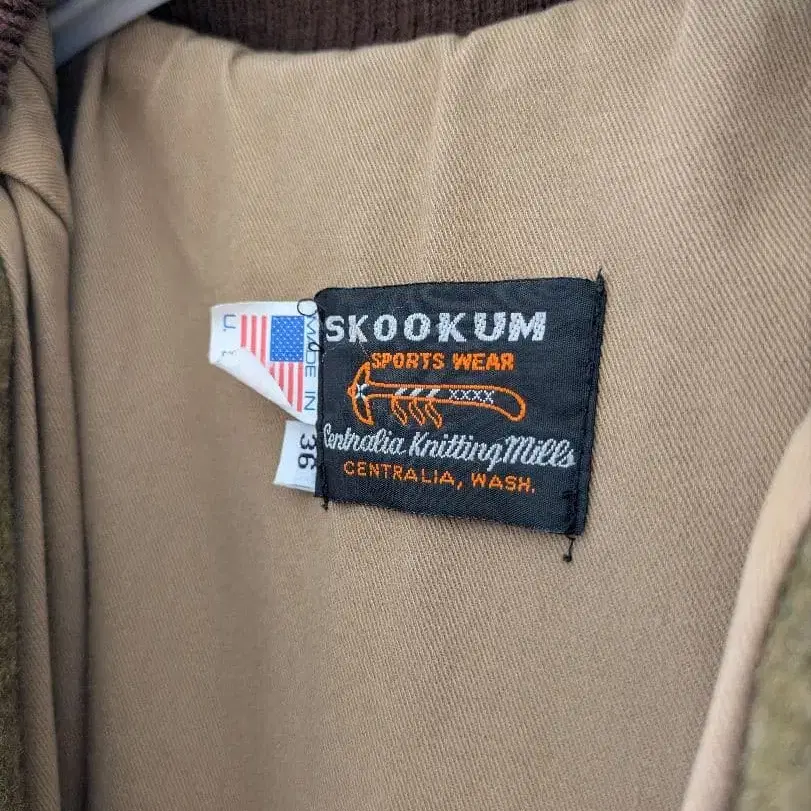 SKOOKUM
SPORTS WEAR
XXXX
Centralia Knitting Mills
CENTRALIA, WASH.
MADE IN
U.
36